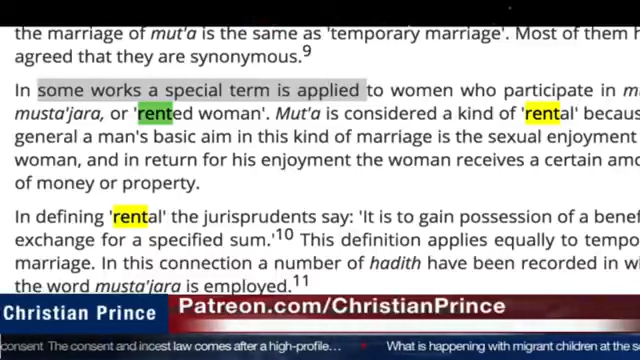 the marriage of mut'a is the same as 'temporary marriage'. Most of them h
agreed that they are synonymous.9
In some works a special term is applied to women who participate in m
musta'jara, or 'rented woman'. Mut'a is considered a kind of 'rental' becaus
general a man's basic aim in this kind of marriage is the sexual enjoyment
woman, and in return for his enjoyment the woman receives a certain amo
of money or property.
In defining 'rental' the jurisprudents say: 'It is to gain possession of a benef
exchange for a specified sum.'10 This definition applies equally to tempo
marriage. In this connection a number of hadith have been recorded in w
the word musta'jara is employed.11
Christian Prince
Patreon.com/ChristianPrince
consent The consent and incest law comes after a high-profile... What is happening with migrant children at the s